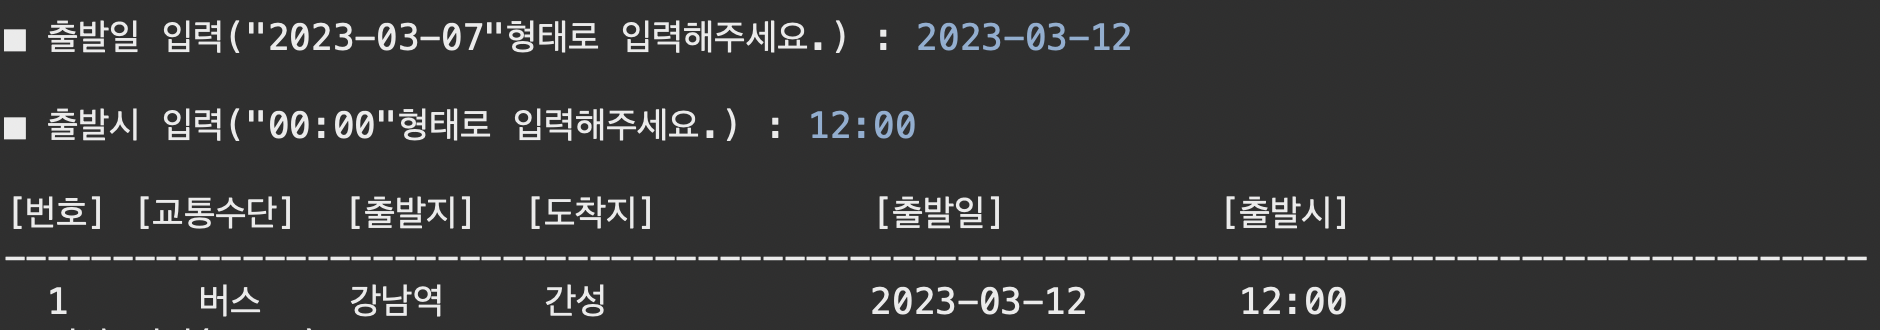 ■ 출발일 입력("2023-03-07"형태로 입력해주세요.) : 2023-03-12
■ 출발시 입력("00:00"형태로 입력해주세요.) : 12:00
[번호] [교통수단] [출발지] [도착지] [출발일] [출발시]
--------------------------------------------------------------------------------------
1 버스 강남역 간성 2023-03-12 12:00